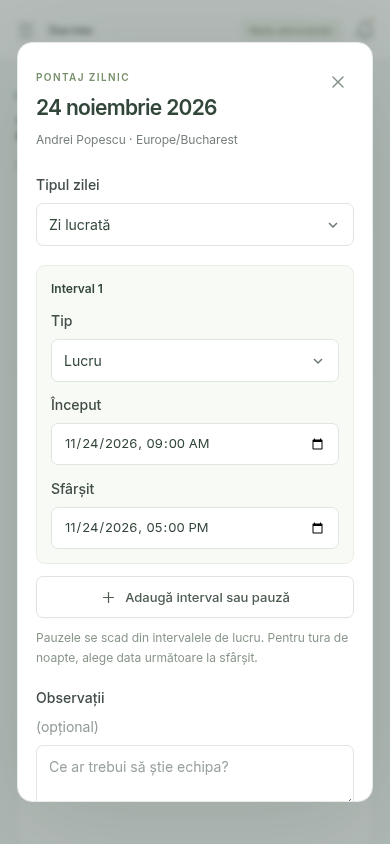 PONTAJ ZILNIC
24 noiembrie 2026
Andrei Popescu · Europe/Bucharest
Tipul zilei
Zi lucrată
Interval 1
Tip
Lucru
Început
11/24/2026, 09:00 AM
Sfârșit
11/24/2026, 05:00 PM
Adaugă interval sau pauză
Pauzele se scad din intervalele de lucru. Pentru tura de
noapte, alege data următoare la sfârșit.
Observații
(opțional)
Ce ar trebui să știe echipa?